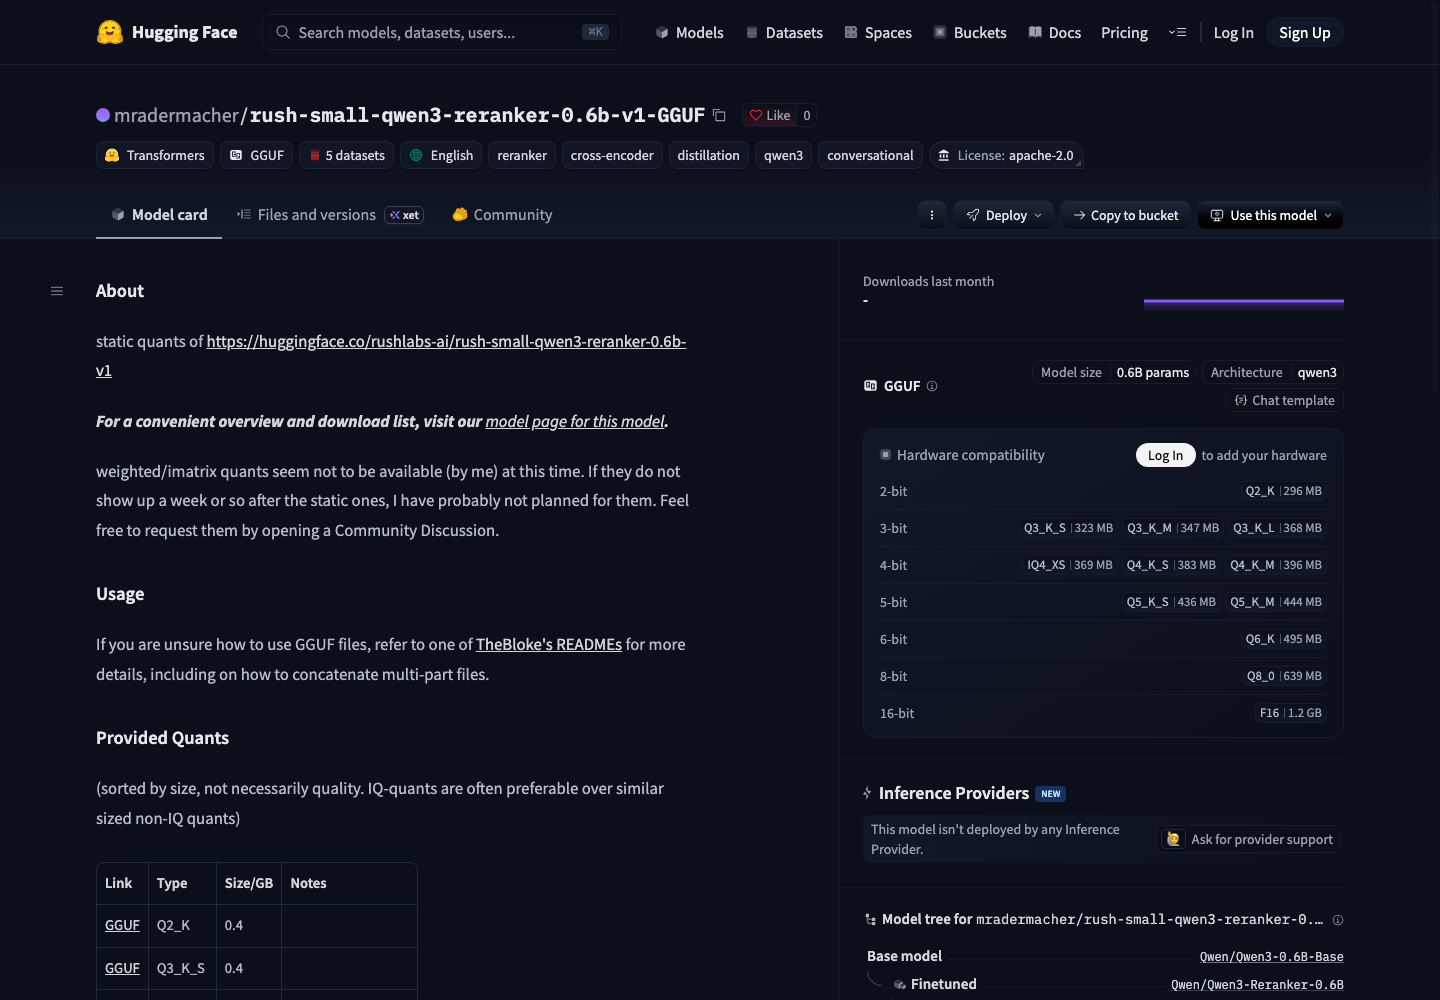 Hugging Face
Search models, datasets, users...
⌘K
Models
Datasets
Spaces
Buckets
Docs
Pricing
Log In
Sign Up
mradermacher/rush-small-qwen3-reranker-0.6b-v1-GGUF
Like 0
Transformers
GGUF
5 datasets
English
reranker
cross-encoder
distillation
qwen3
conversational
License: apache-2.0
Model card
Files and versions
xet
Community
Deploy
Copy to bucket
Use this model
About
static quants of https://huggingface.co/rushlabs-ai/rush-small-qwen3-reranker-0.6b-
v1
For a convenient overview and download list, visit our model page for this model.
weighted/imatrix quants seem not to be available (by me) at this time. If they do not
show up a week or so after the static ones, I have probably not planned for them. Feel
free to request them by opening a Community Discussion.
Usage
If you are unsure how to use GGUF files, refer to one of TheBloke's READMEs for more
details, including on how to concatenate multi-part files.
Provided Quants
(sorted by size, not necessarily quality. IQ-quants are often preferable over similar
sized non-IQ quants)
Link Type Size/GB Notes
GGUF Q2_K 0.4
GGUF Q3_K_S 0.4
Downloads last month
-
GGUF
Model size 0.6B params
Architecture qwen3
Chat template
Hardware compatibility
Log In to add your hardware
2-bit Q2_K 296 MB
3-bit Q3_K_S 323 MB Q3_K_M 347 MB Q3_K_L 368 MB
4-bit IQ4_XS 369 MB Q4_K_S 383 MB Q4_K_M 396 MB
5-bit Q5_K_S 436 MB Q5_K_M 444 MB
6-bit Q6_K 495 MB
8-bit Q8_0 639 MB
16-bit F16 1.2 GB
Inference Providers NEW
This model isn't deployed by any Inference
Provider.
Ask for provider support
Model tree for mradermacher/rush-small-qwen3-reranker-0.…
Base model Qwen/Qwen3-0.6B-Base
Finetuned Qwen/Qwen3-Reranker-0.6B